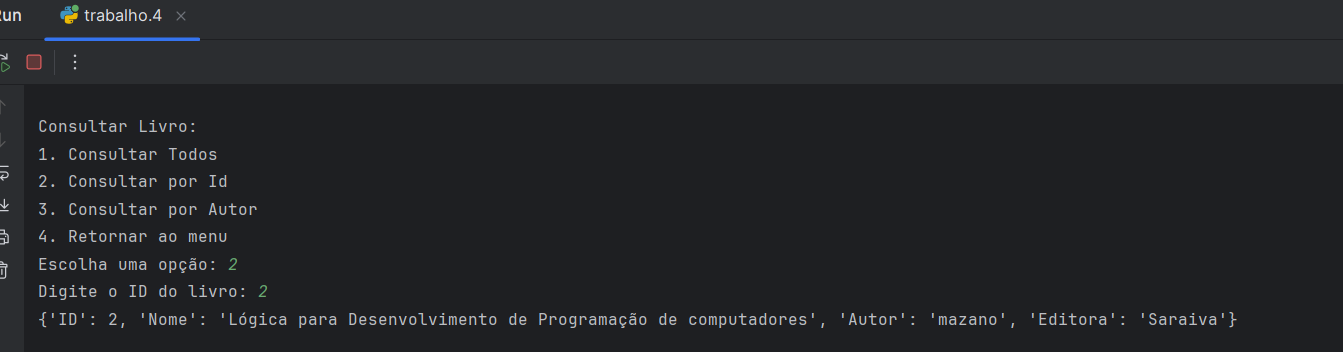 Run trabalho.4
Consultar Livro:
1. Consultar Todos
2. Consultar por Id
3. Consultar por Autor
4. Retornar ao menu
Escolha uma opção: 2
Digite o ID do livro: 2
{'ID': 2, 'Nome': 'Lógica para Desenvolvimento de Programação de computadores', 'Autor': 'mazano', 'Editora': 'Saraiva'}